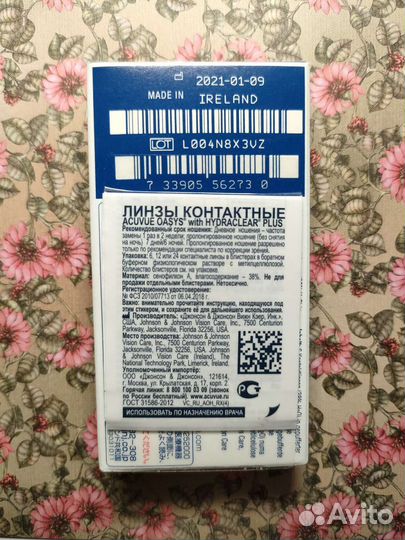 2021-01-09
MADE IN IRELAND
LOT L004N8X3VZ
7 33905 56273 0
ЛИНЗЫ КОНТАКТНЫЕ
ACUVUE OASYS® with HYDRACLEAR® PLUS
Рекомендованный срок ношения: Дневное ношение – частота
замены 1 раз в 2 недели; пролонгированное ношение (без снятия
на ночь) 7 дней/6 ночей. Пролонгированное ношение разрешено
только по рекомендации специалиста по коррекции зрения.
Упаковка: 6, 12 или 24 контактные линзы в блистерах в боратном
буферном физиологическом растворе с метилцеллюлозой.
Количество блистеров см. на упаковке.
Материал: сенофилкон А, влагосодержание – 38%. Не для
продажи отдельными блистерами. Нетоксично.
Регистрационное удостоверение:
№ ФСЗ 2010/07713 от 06.04.2018 г.
Важно: внимательно прочитайте инструкцию, находящуюся под
этим стикером, и сохраните ее для дальнейшего использования.
Производитель: «Джонсон & Джонсон Вижн Кэар, Инк.»,
США, Johnson & Johnson Vision Care, Inc., 7500 Centurion
Parkway, Jacksonville, Florida 32256, USA.
Место производства: Johnson & Johnson
Vision Care, Inc., 7500 Centurion Parkway,
Jacksonville, Florida 32256, USA, Johnson &
Johnson Vision Care (Ireland), The
National Technology Park, Limerick, Ireland.
Уполномоченный импортёр:
ООО «Джонсон & Джонсон», 121614,
г. Москва, ул. Крылатская, д. 17, корп. 2.
Горячая линия: 8 800 100 03 09 (звонок по
России бесплатный). www.acuvue.ru
ГОСТ 31586-2012 VC_RU_AOH_RX(4)
ИСПОЛЬЗОВАТЬ ПО НАЗНАЧЕНИЮ ВРАЧА
Avito